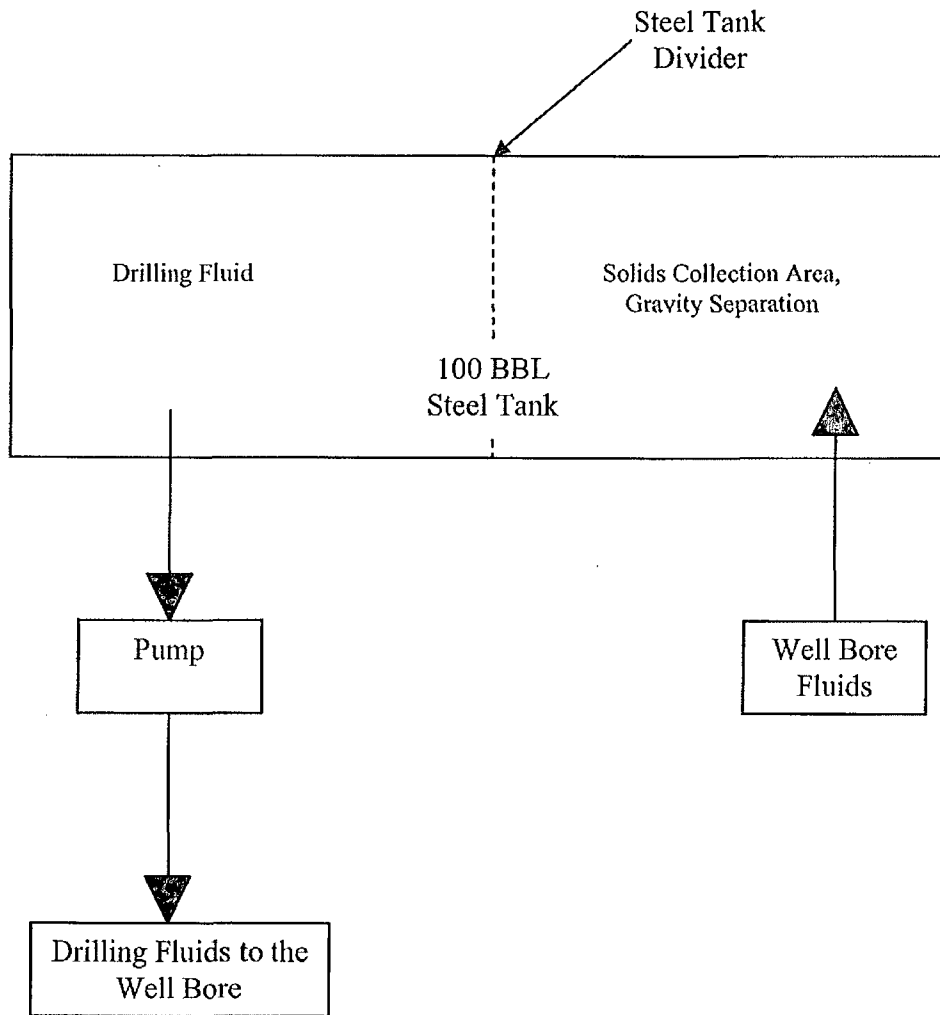 Steel Tank
Divider
Drilling Fluid
Solids Collection Area,
Gravity Separation
100 BBL
Steel Tank
Pump
Well Bore
Fluids
Drilling Fluids to the
Well Bore